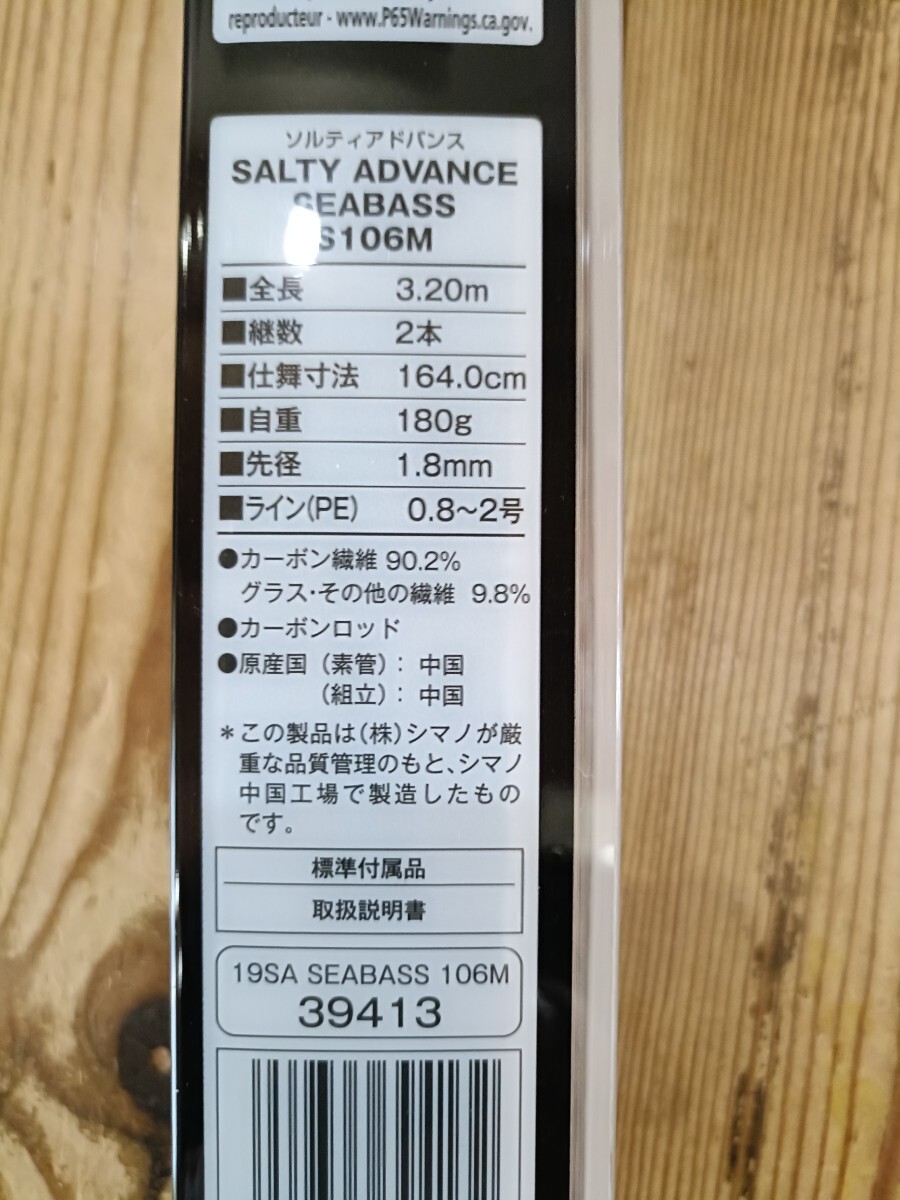 reproducteur - www.P65Warnings.ca.gov.
ソルティアドバンス
SALTY ADVANCE
SEABASS
S106M
■全長 3.20m
■継数 2本
■仕舞寸法 164.0cm
■自重 180g
■先径 1.8mm
■ライン(PE) 0.8〜2号
●カーボン繊維 90.2%
グラス・その他の繊維 9.8%
●カーボンロッド
●原産国（素管）： 中国
（組立）： 中国
＊この製品は(株)シマノが厳
重な品質管理のもと、シマノ
中国工場で製造したもの
です。
標準付属品
取扱説明書
19SA SEABASS 106M
39413